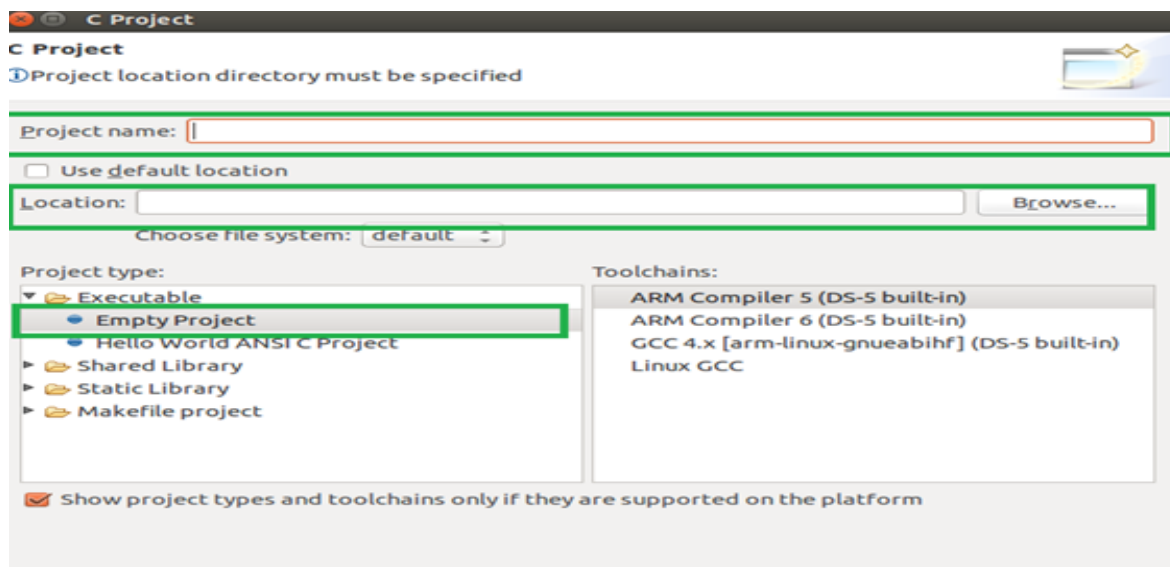 C Project
C Project
Project location directory must be specified
Project name:
Use default location
Location: Browse...
Choose file system: default
Project type: Toolchains:
Executable ARM Compiler 5 (DS-5 built-in)
Empty Project ARM Compiler 6 (DS-5 built-in)
Hello World ANSI C Project GCC 4.x [arm-linux-gnueabihf] (DS-5 built-in)
Shared Library Linux GCC
Static Library
Makefile project
Show project types and toolchains only if they are supported on the platform